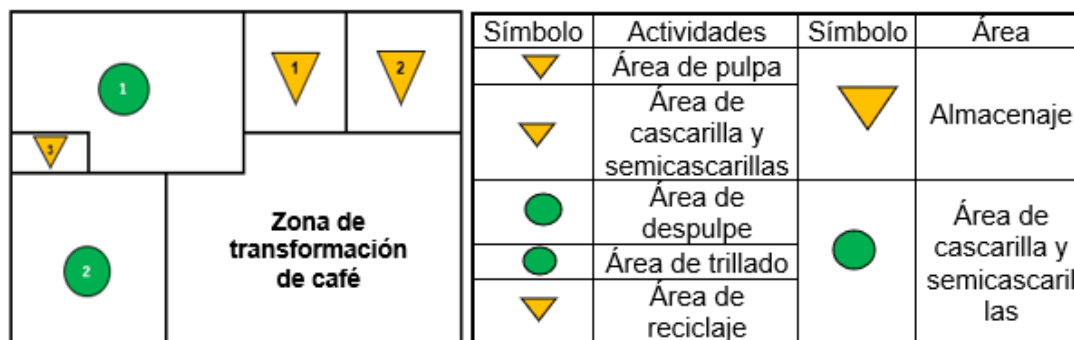 1
1
2
3
2
Zona de
transformación
de café
Símbolo Actividades Símbolo Área
Área de pulpa
Área de
cascarilla y
semicascarillas
Almacenaje
Área de
despulpe
Área de trillado
Área de
reciclaje
Área de
cascarilla y
semicascaril
las